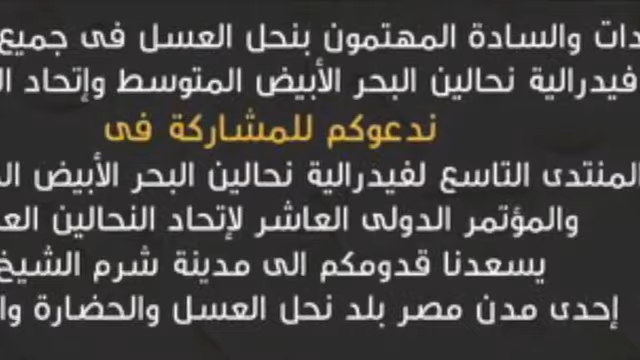 دات والسادة المهتمون بنحل العسل فى جميع
فيدرالية نحالين البحر الأبيض المتوسط وإتحاد
ندعوكم للمشاركة فى
المنتدى التاسع لفيدرالية نحالين البحر الأبيض
والمؤتمر الدولى العاشر لإتحاد النحالين الع
يسعدنا قدومكم الى مدينة شرم الشيخ
إحدى مدن مصر بلد نحل العسل والحضارة وا